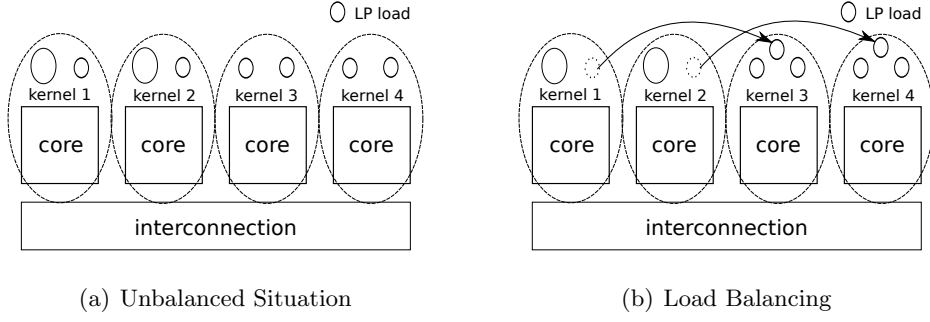 LP load
kernel 1 kernel 2 kernel 3 kernel 4
core core core core
interconnection
(a) Unbalanced Situation
LP load
kernel 1 kernel 2 kernel 3 kernel 4
core core core core
interconnection
(b) Load Balancing